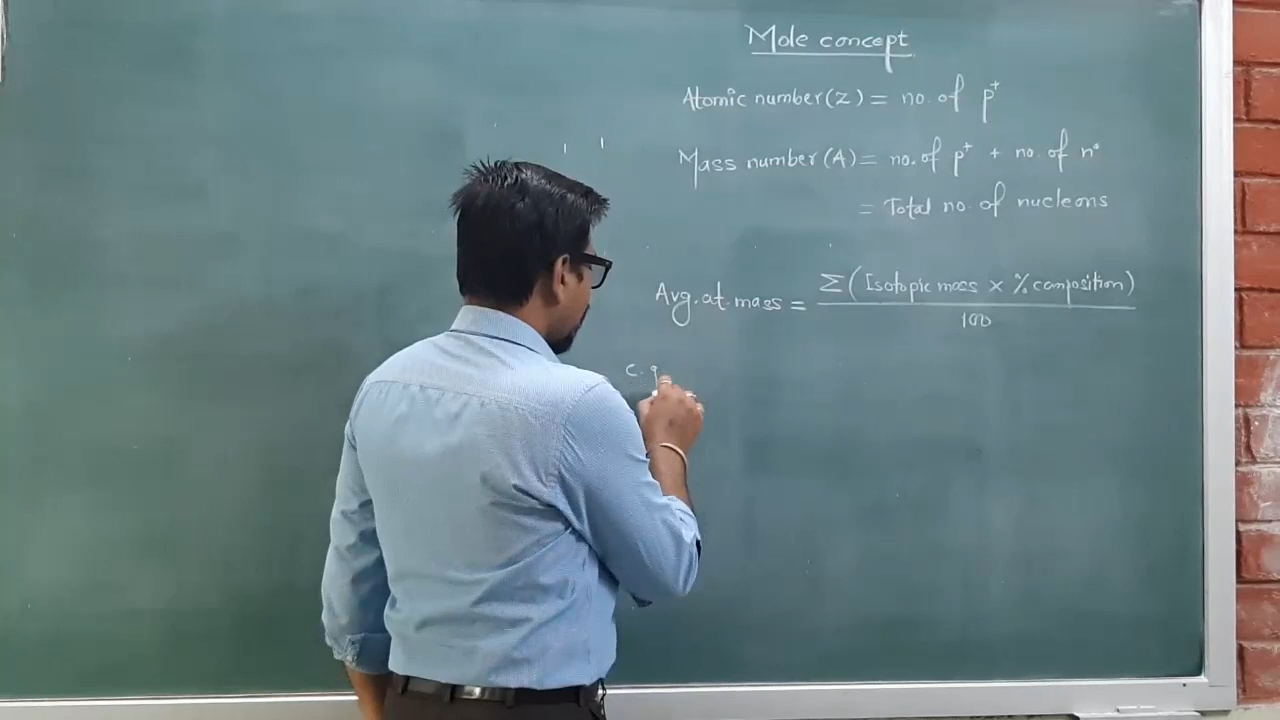 Mole concept
Atomic number (Z) = no. of p⁺
Mass number (A) = no. of p⁺ + no. of n°
= Total no. of nucleons
Avg. at. mass = Σ (Isotopic mass × % composition)
100
e.g